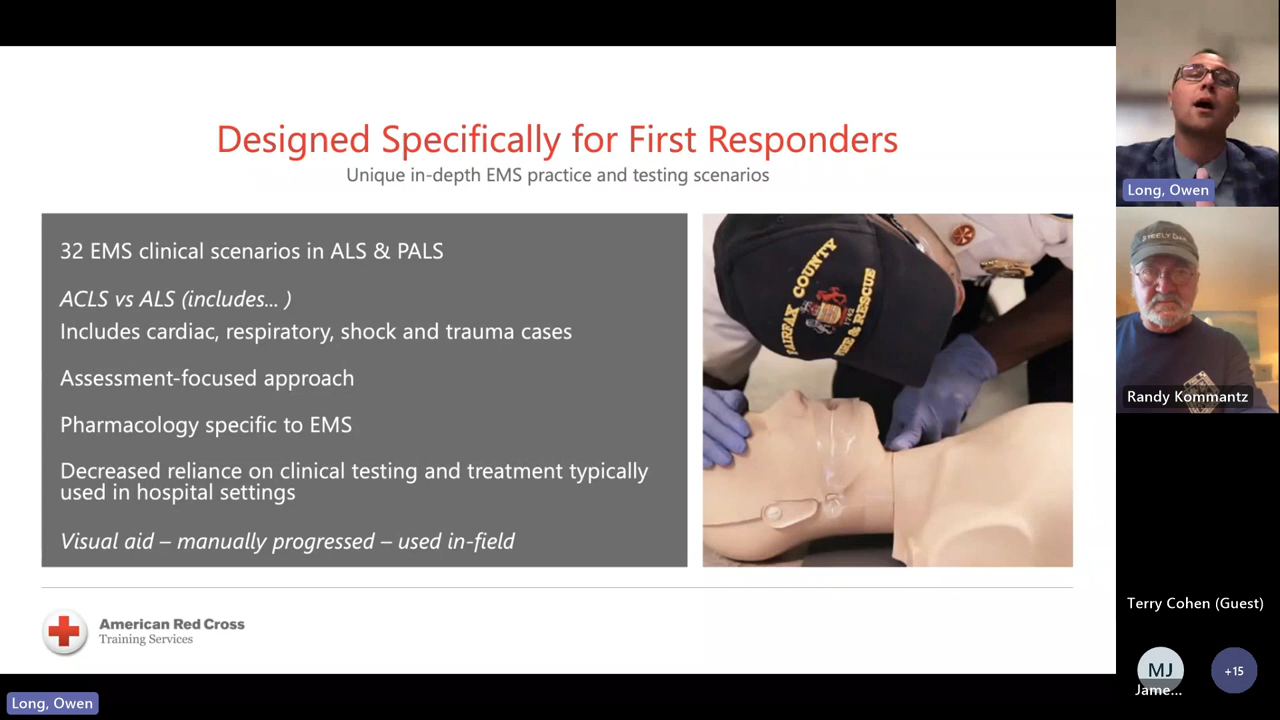 Designed Specifically for First Responders
Unique in-depth EMS practice and testing scenarios
32 EMS clinical scenarios in ALS & PALS
ACLS vs ALS (includes... )
Includes cardiac, respiratory, shock and trauma cases
Assessment-focused approach
Pharmacology specific to EMS
Decreased reliance on clinical testing and treatment typically
used in hospital settings
Visual aid – manually progressed – used in-field
FAIRFAX COUNTY
FIRE & RESCUE
American Red Cross
Training Services
Long, Owen
Long, Owen
STEELY DAN
Randy Kommantz
Terry Cohen (Guest)
MJ
Jame...
+15